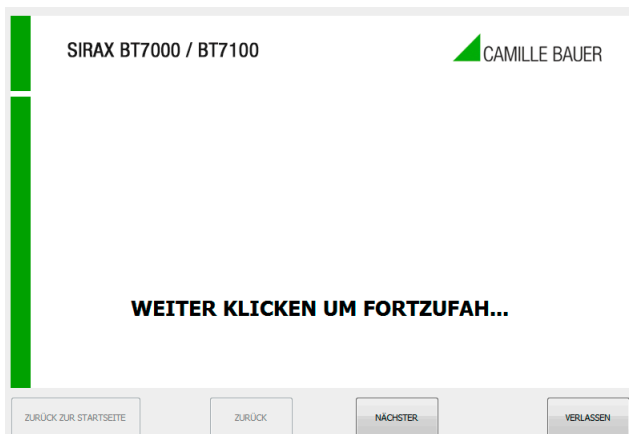 SIRAX BT7000 / BT7100
CAMILLE BAUER
WEITER KLICKEN UM FORTZUFAH...
ZURÜCK ZUR STARTSEITE
ZURÜCK
NÄCHSTER
VERLASSEN